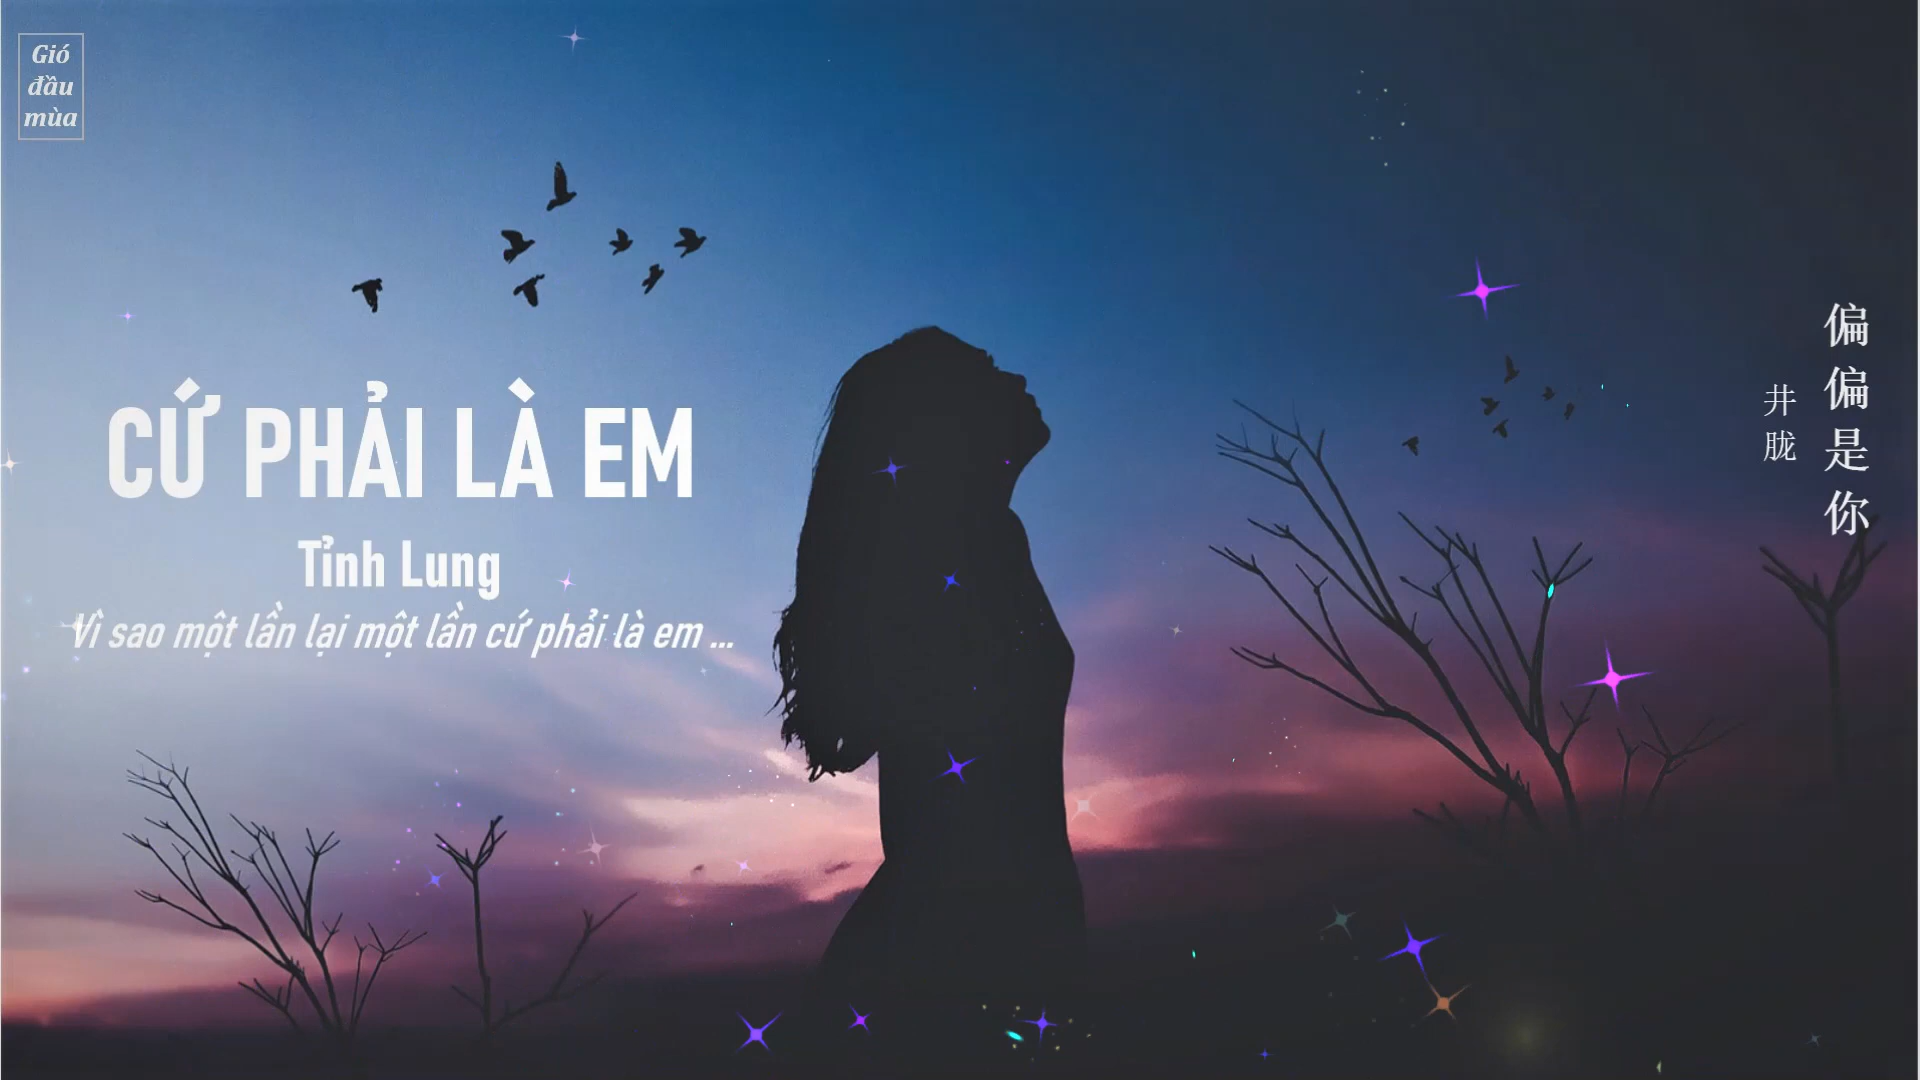 Gió
đầu
mùa
CỨ PHẢI LÀ EM
Tỉnh Lung
Vì sao một lần lại một lần cứ phải là em ...
偏偏是你
井胧